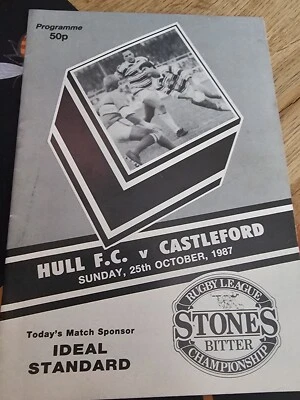 Programme
50p
HULL F.C. v CASTLEFORD
SUNDAY, 25th OCTOBER, 1987
Today's Match Sponsor
IDEAL
STANDARD
RUGBY LEAGUE
STONES
BITTER
CHAMPIONSHIP